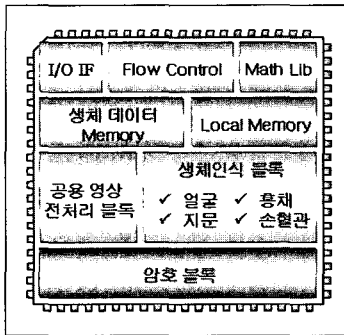 I/O IF Flow Control Math Lib
생체 데이터
Memory
Local Memory
공용 영상
전처리 블록
생체인식 블록
✓ 얼굴 ✓ 홍채
✓ 지문 ✓ 손혈관
암호 블록